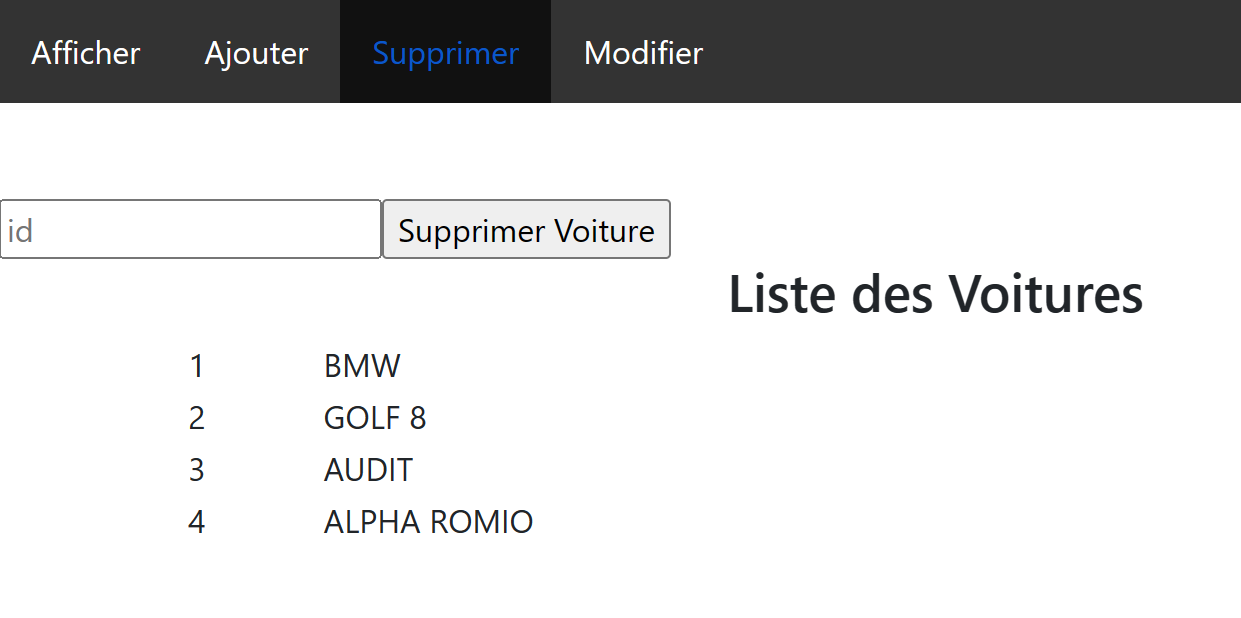 Afficher Ajouter Supprimer Modifier
id Supprimer Voiture
Liste des Voitures
1 BMW
2 GOLF 8
3 AUDIT
4 ALPHA ROMIO